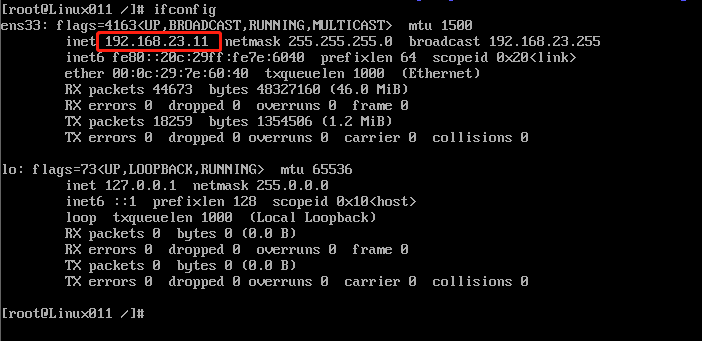 [root@Linux011 /]# ifconfig
ens33: flags=4163<UP,BROADCAST,RUNNING,MULTICAST>  mtu 1500
inet 192.168.23.11  netmask 255.255.255.0  broadcast 192.168.23.255
inet6 fe80::20c:29ff:fe7e:6040  prefixlen 64  scopeid 0x20<link>
ether 00:0c:29:7e:60:40  txqueuelen 1000  (Ethernet)
RX packets 44673  bytes 48327160 (46.0 MiB)
RX errors 0  dropped 0  overruns 0  frame 0
TX packets 18259  bytes 1354506 (1.2 MiB)
TX errors 0  dropped 0 overruns 0  carrier 0  collisions 0
lo: flags=73<UP,LOOPBACK,RUNNING>  mtu 65536
inet 127.0.0.1  netmask 255.0.0.0
inet6 ::1  prefixlen 128  scopeid 0x10<host>
loop  txqueuelen 1000  (Local Loopback)
RX packets 0  bytes 0 (0.0 B)
RX errors 0  dropped 0  overruns 0  frame 0
TX packets 0  bytes 0 (0.0 B)
TX errors 0  dropped 0 overruns 0  carrier 0  collisions 0
[root@Linux011 /]#